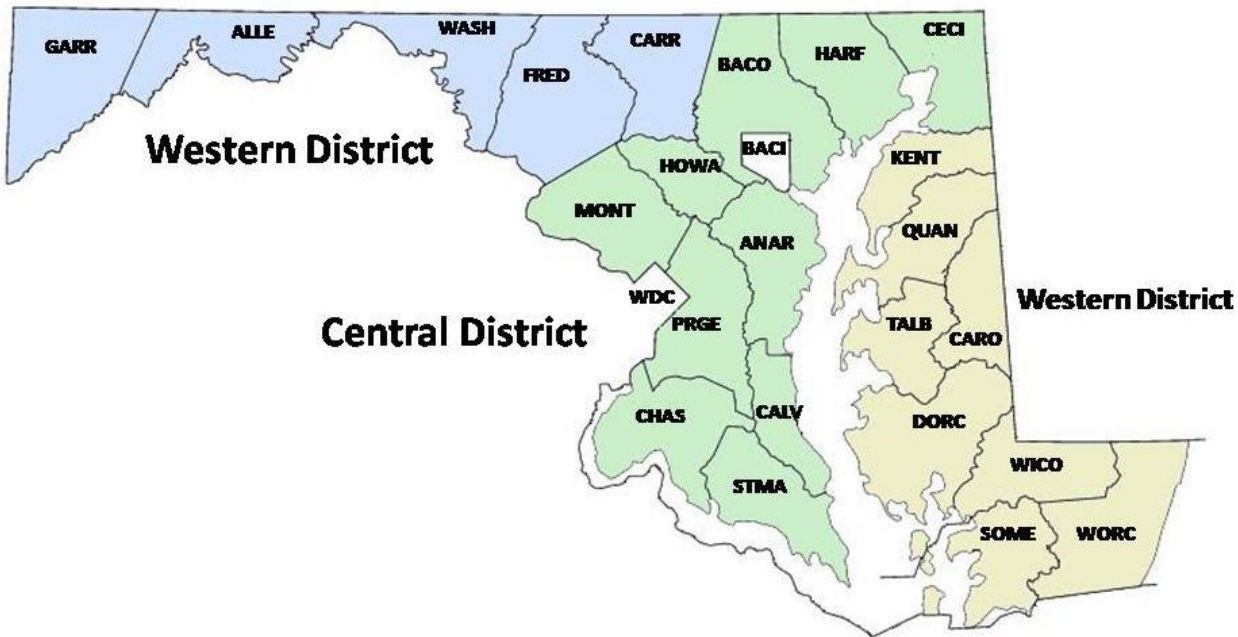 GARR
ALLE
WASH
CARR
FRED
BACO
HARF
CECI
Western District
BACI
HOWA
KENT
MONT
ANAR
QUAN
WDC
PRGE
Central District
TALB
CARO
Western District
CHAS
CALV
DORC
STMA
WICO
SOME
WORC